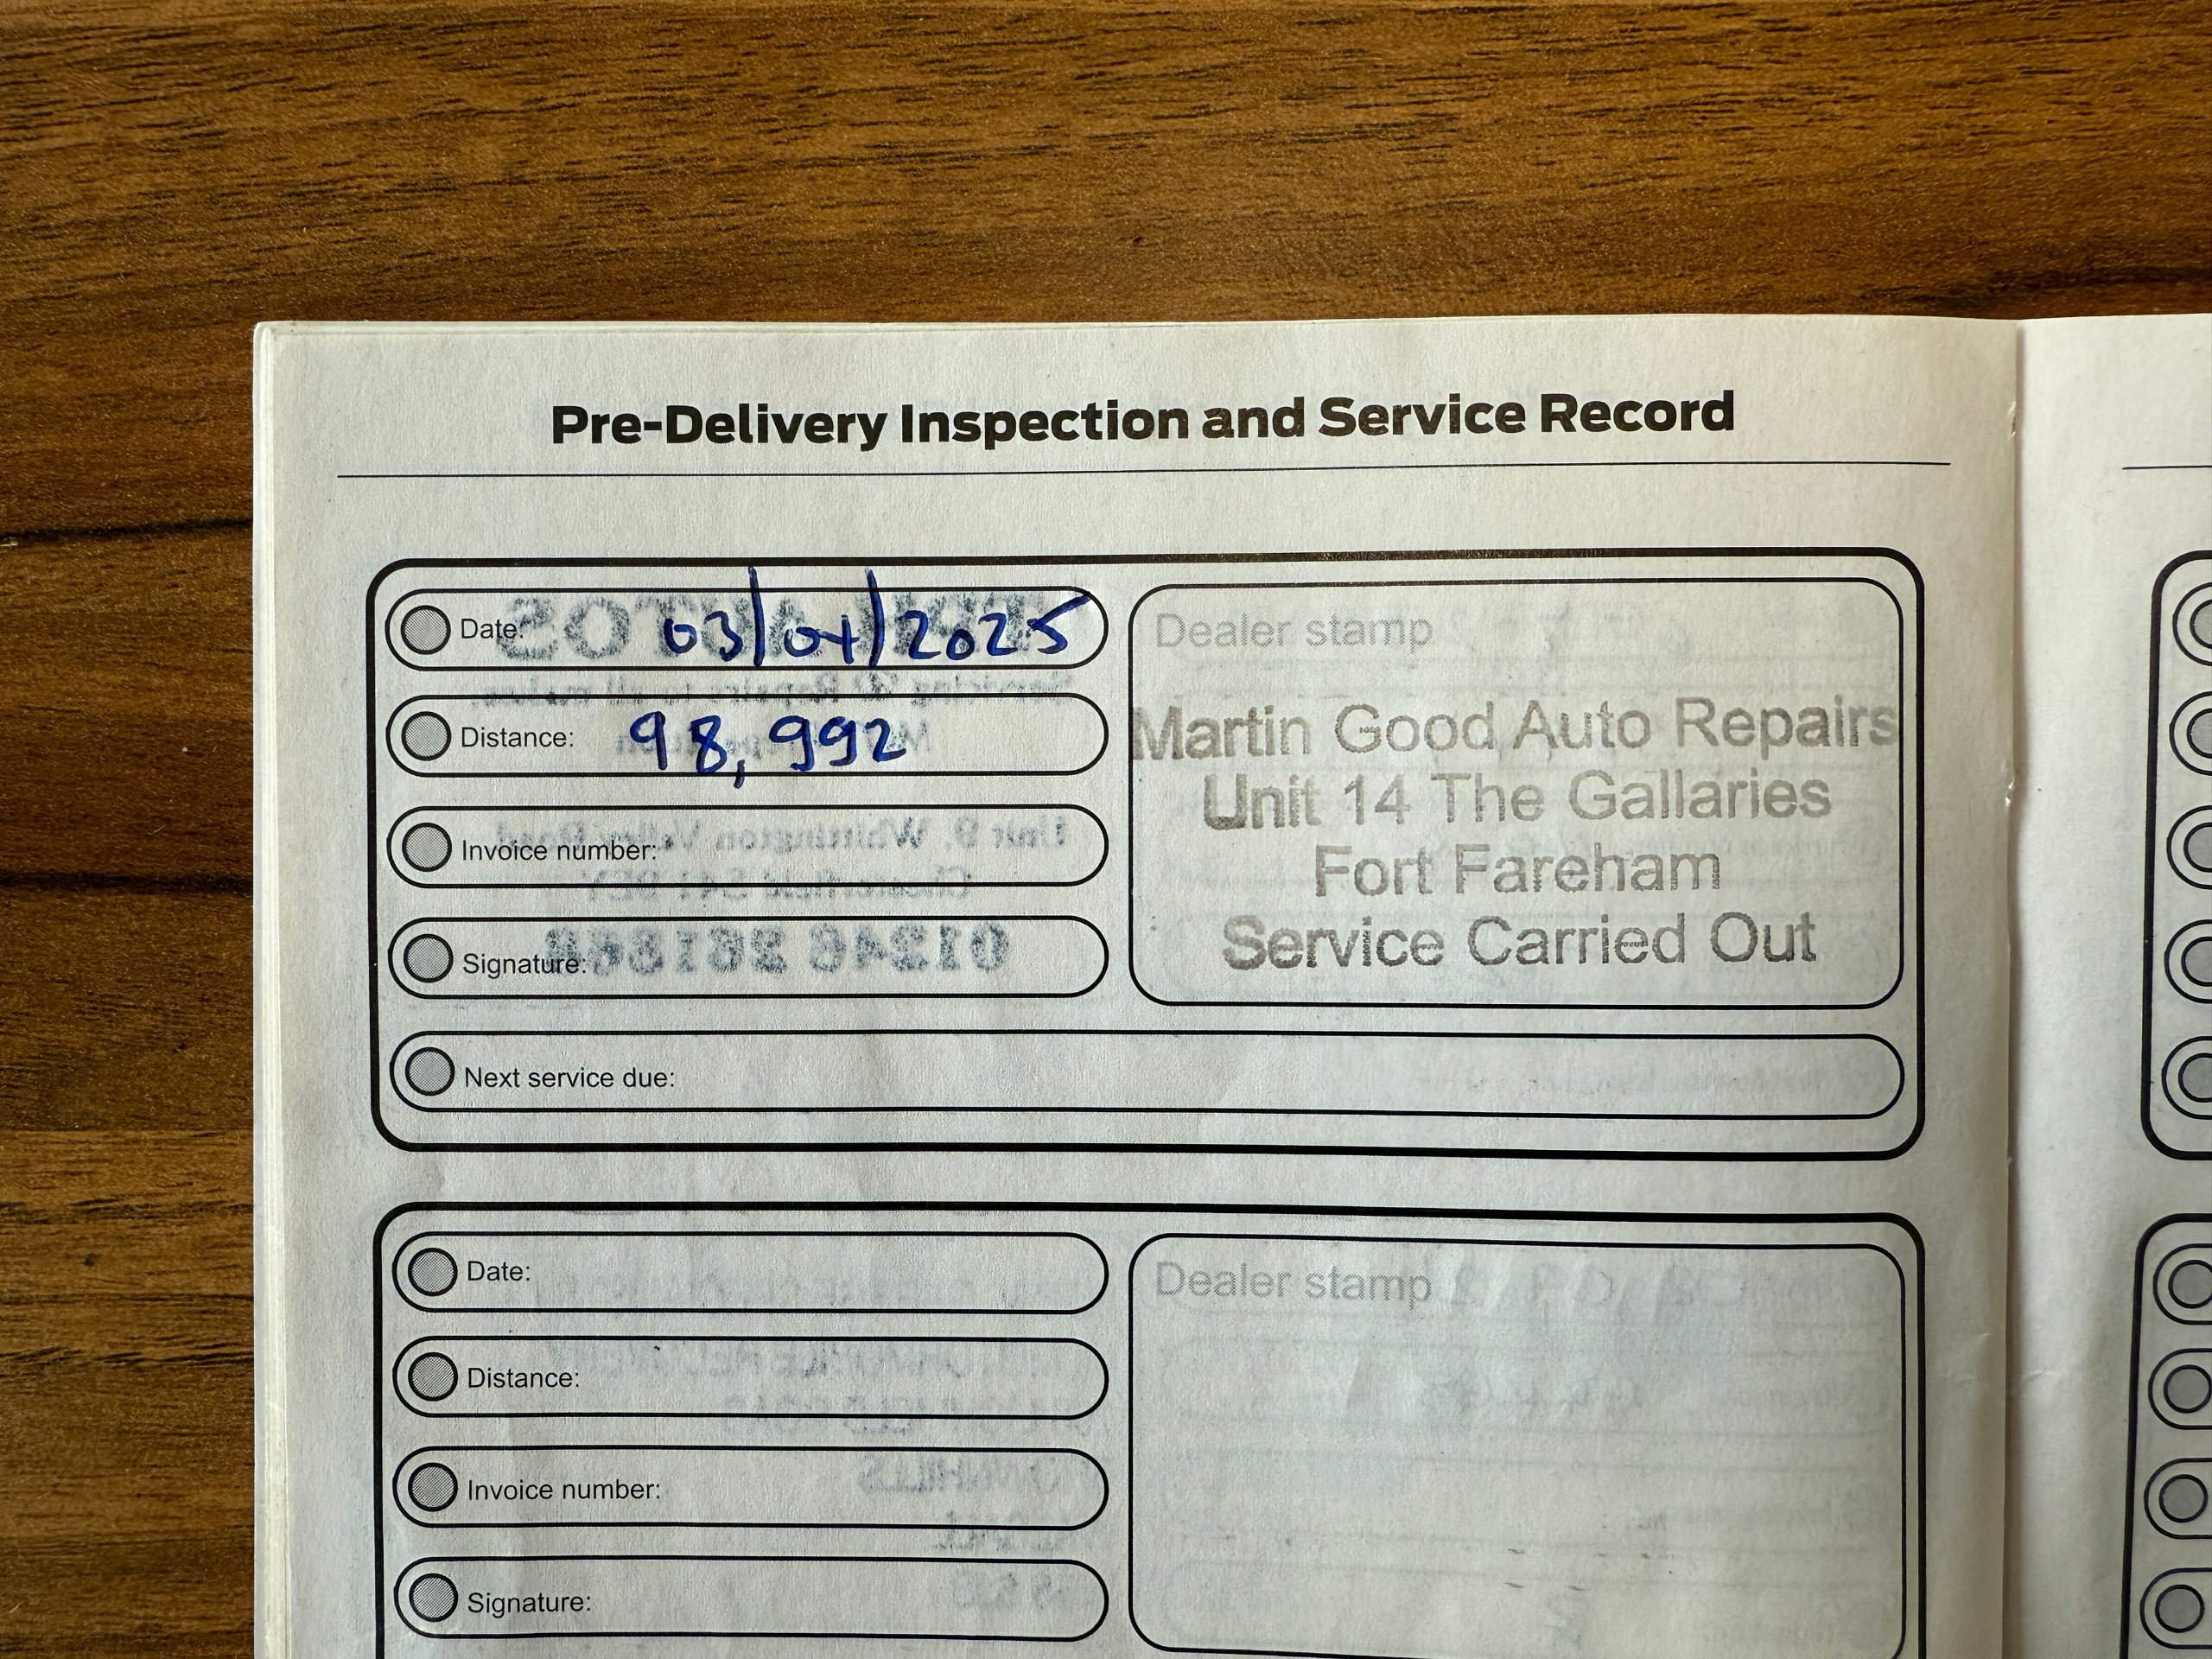 Pre-Delivery Inspection and Service Record
Date: 03/04/2025
Distance: 98,992
Invoice number:
Signature:
Next service due:
Dealer stamp
Martin Good Auto Repairs
Unit 14 The Gallaries
Fort Fareham
Service Carried Out
Date:
Distance:
Invoice number:
Signature:
Dealer stamp